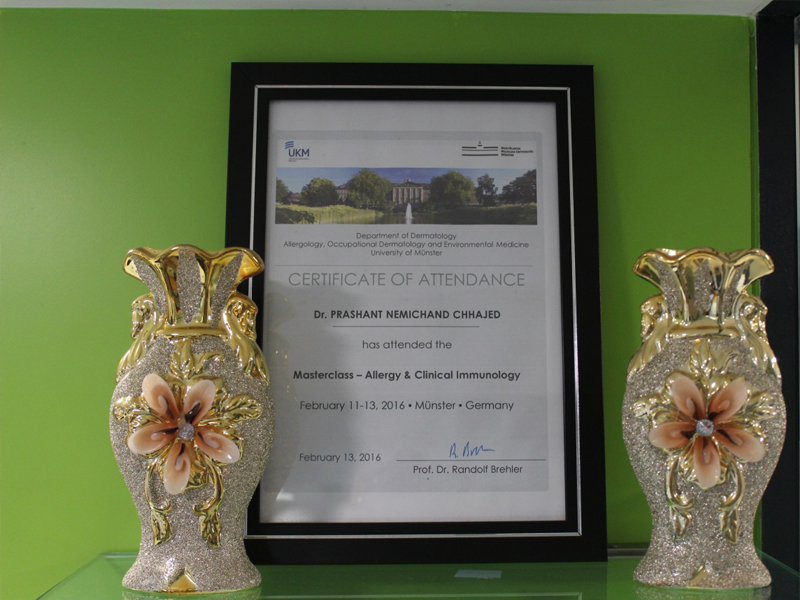 UKM
Department of Dermatology
Allergology, Occupational Dermatology and Environmental Medicine
University of Münster
CERTIFICATE OF ATTENDANCE
Dr. PRASHANT NEMICHAND CHHAJED
has attended the
Masterclass – Allergy & Clinical Immunology
February 11-13, 2016 • Münster • Germany
February 13, 2016
Prof. Dr. Randolf Brehler